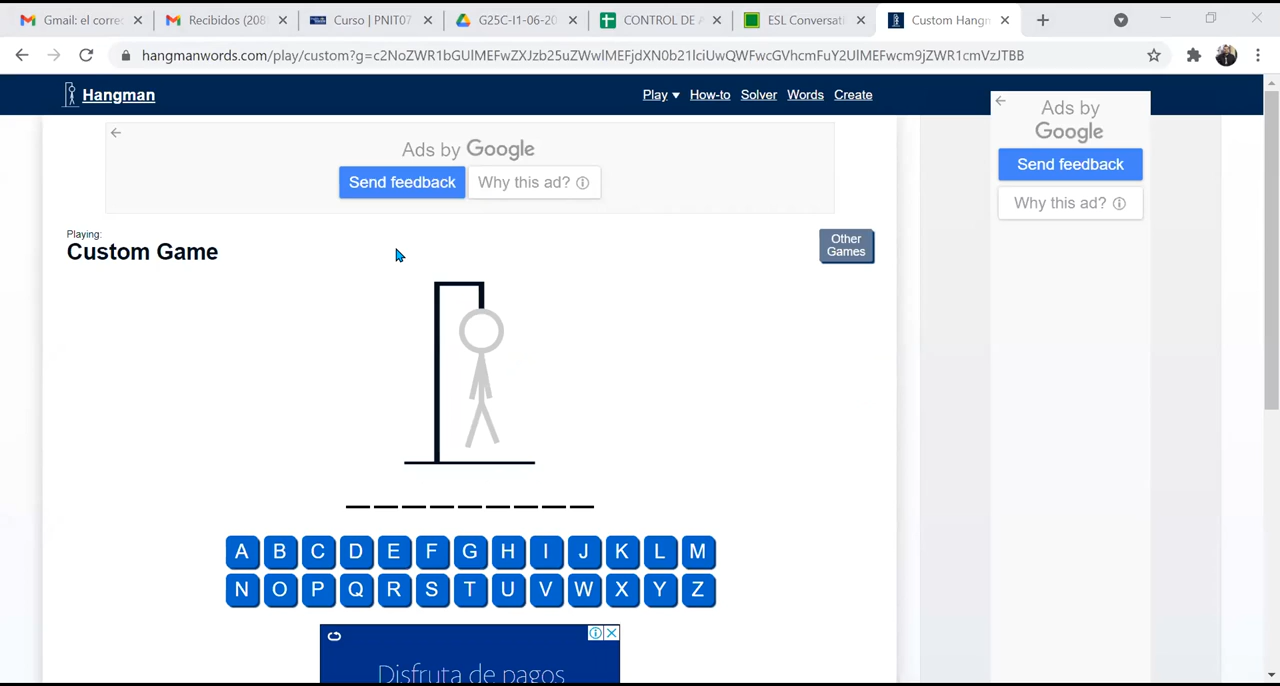 Gmail: el corre
Recibidos (208
Curso | PNIT07
G25C-I1-06-20
CONTROL DE A
ESL Conversati
Custom Hangn
hangmanwords.com/play/custom?g=c2NoZWR1bGUlMEFwZXJzb25uZWwlMEFjdXN0b21lciUwQWFwcGVhcmFuY2UlMEFwcm9jZWR1cmVzJTBB
Hangman
Play
How-to
Solver
Words
Create
Ads by Google
Send feedback
Why this ad?
Ads by
Google
Send feedback
Why this ad?
Playing:
Custom Game
Other
Games
A B C D E F G H I J K L M
N O P Q R S T U V W X Y Z
Disfruta de pagos